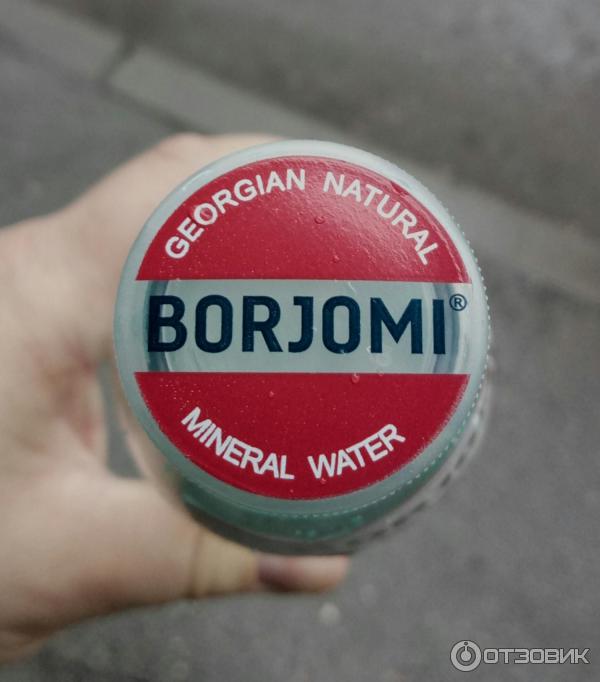 GEORGIAN NATURAL
BORJOMI®
MINERAL WATER
ОТЗОВИК